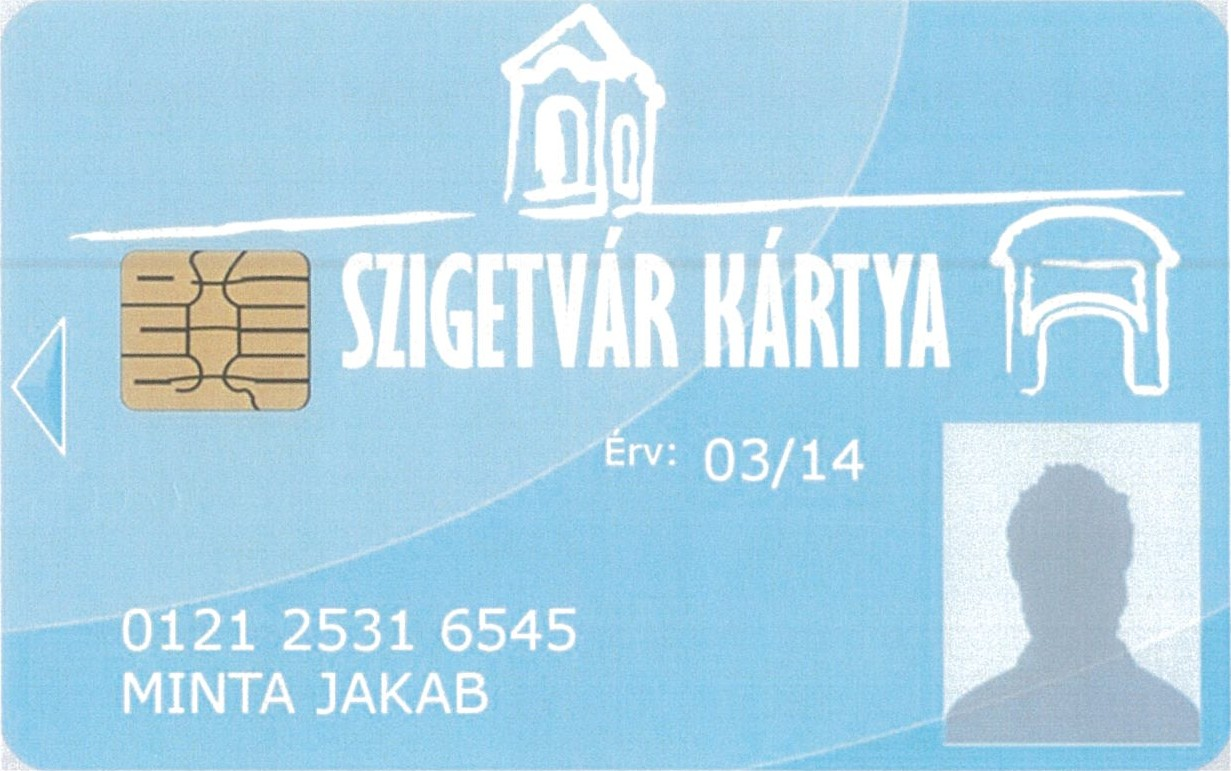 SZIGETVÁR KÁRTYA
Érv: 03/14
0121 2531 6545
MINTA JAKAB